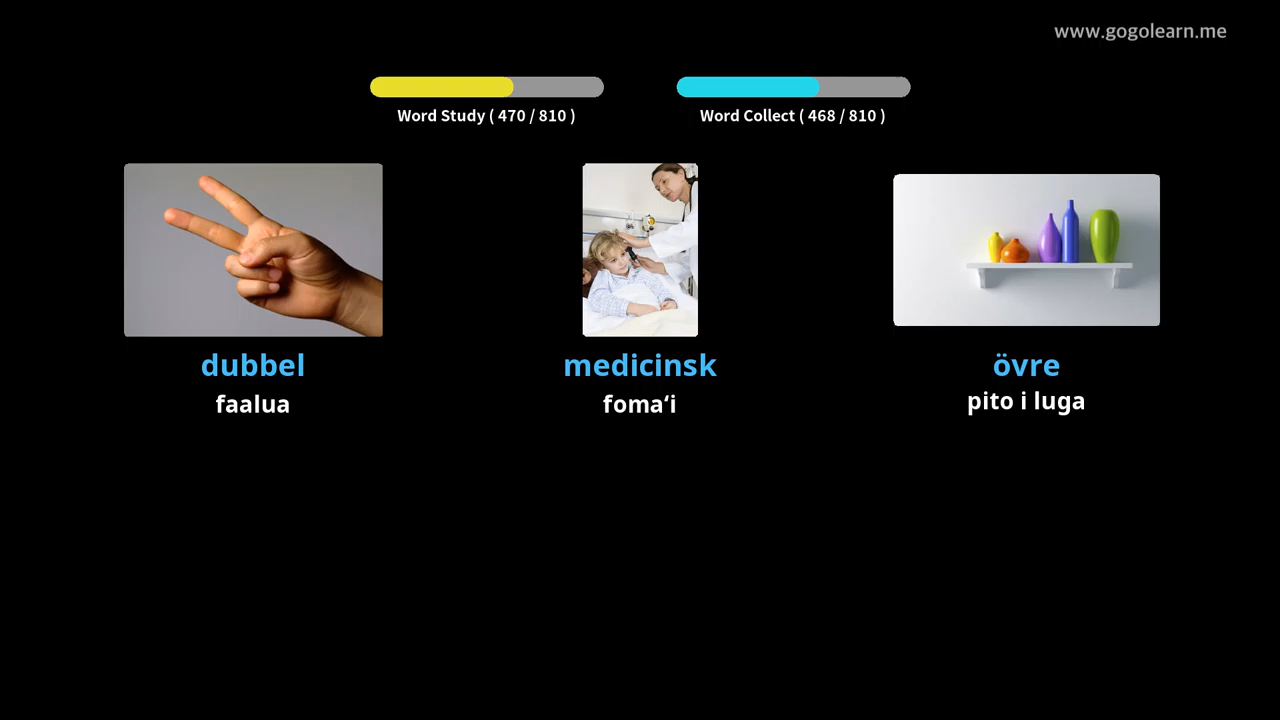 www.gogolearn.me
Word Study ( 470 / 810 )
Word Collect ( 468 / 810 )
dubbel
medicinsk
övre
faalua
foma‘i
pito i luga